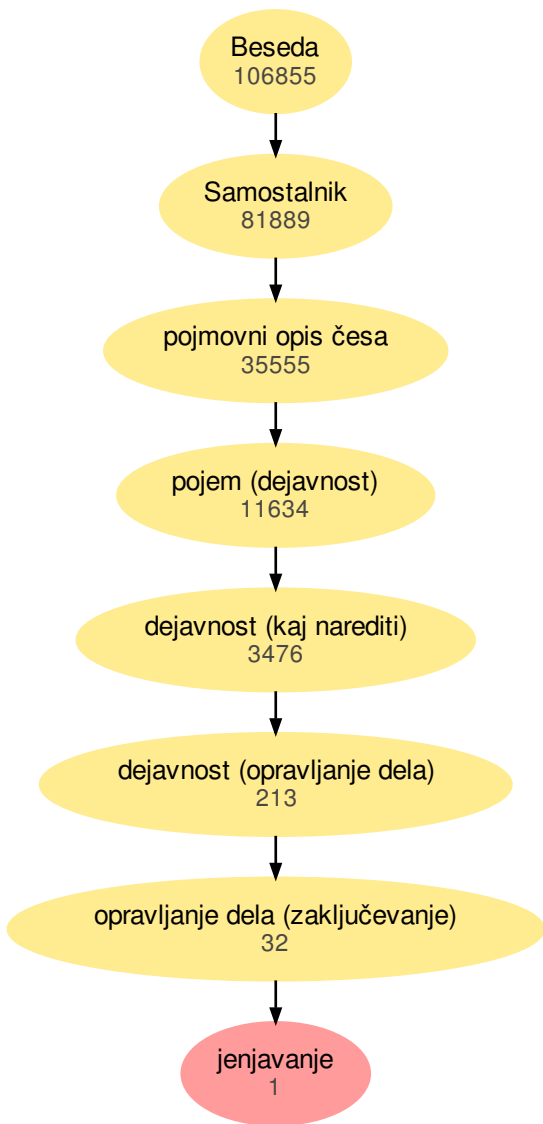 Beseda
106855
Samostalnik
81889
pojmovni opis česa
35555
pojem (dejavnost)
11634
dejavnost (kaj narediti)
3476
dejavnost (opravljanje dela)
213
opravljanje dela (zaključevanje)
32
jenjavanje
1